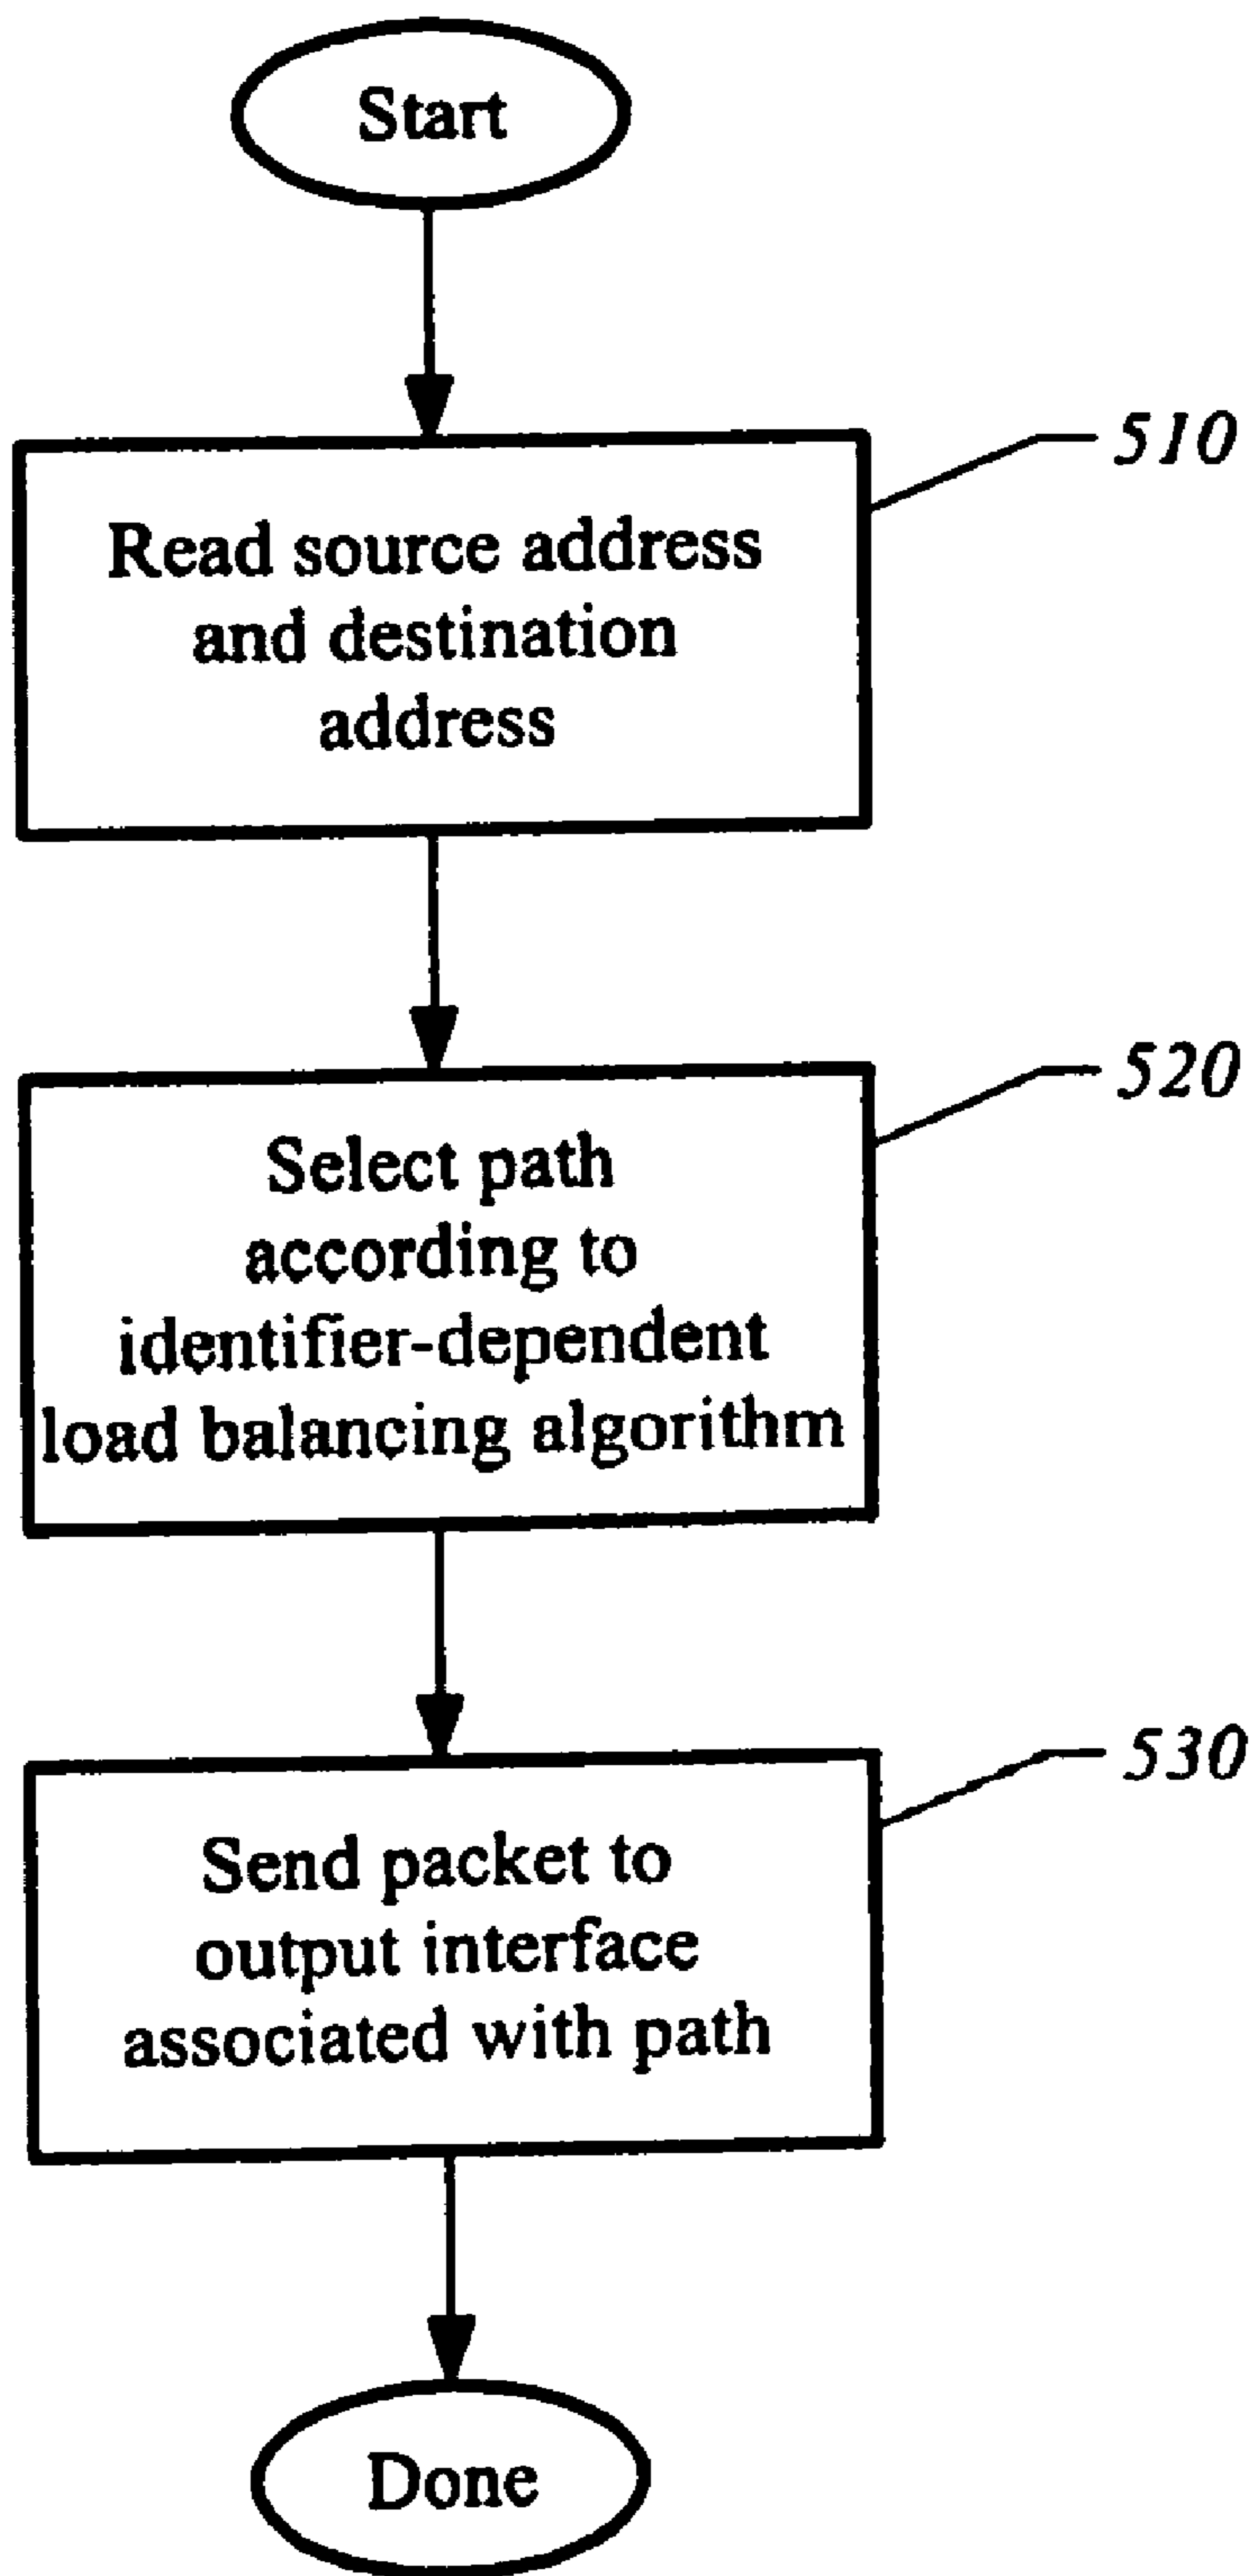 Start
510
Read source address
and destination
address
520
Select path
according to
identifier-dependent
load balancing algorithm
530
Send packet to
output interface
associated with path
Done